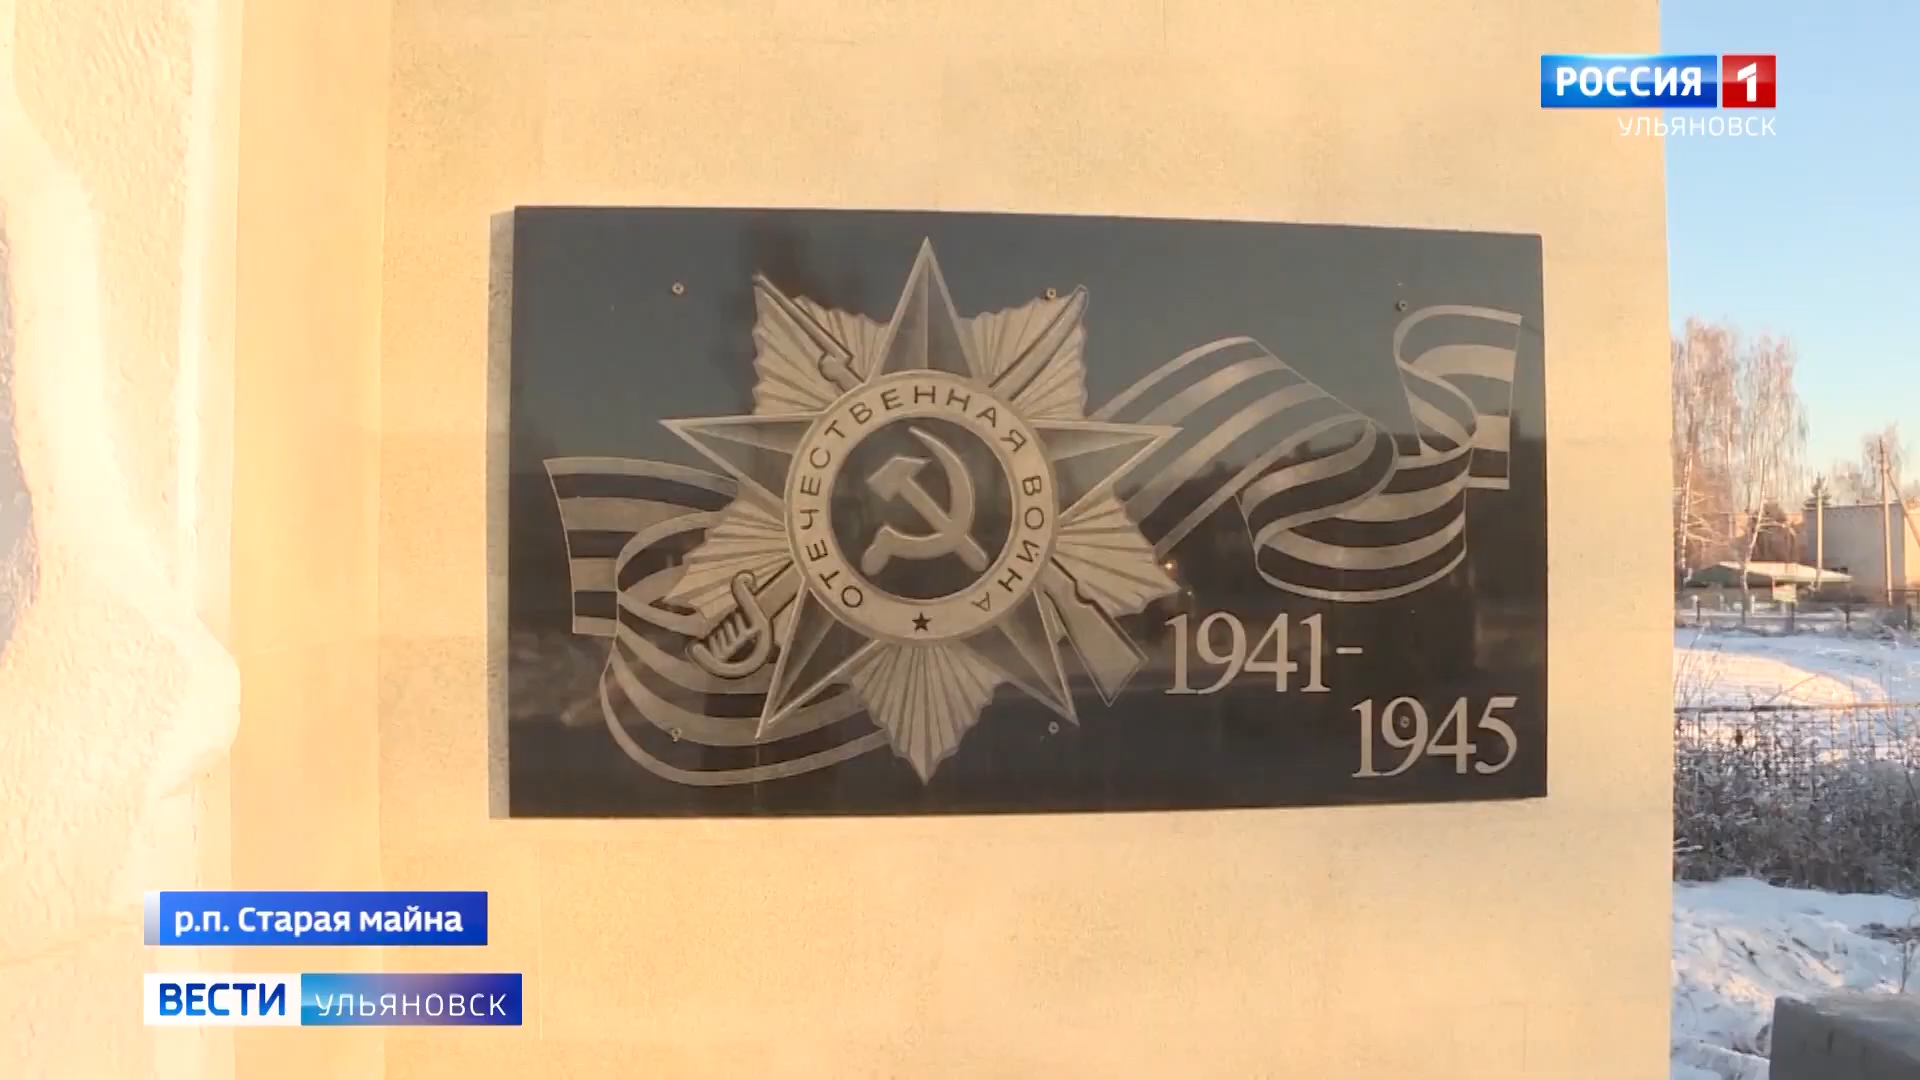 РОССИЯ 1
УЛЬЯНОВСК
ОТЕЧЕСТВЕННАЯ ВОЙНА
1941-
1945
р.п. Старая майна
ВЕСТИ УЛЬЯНОВСК